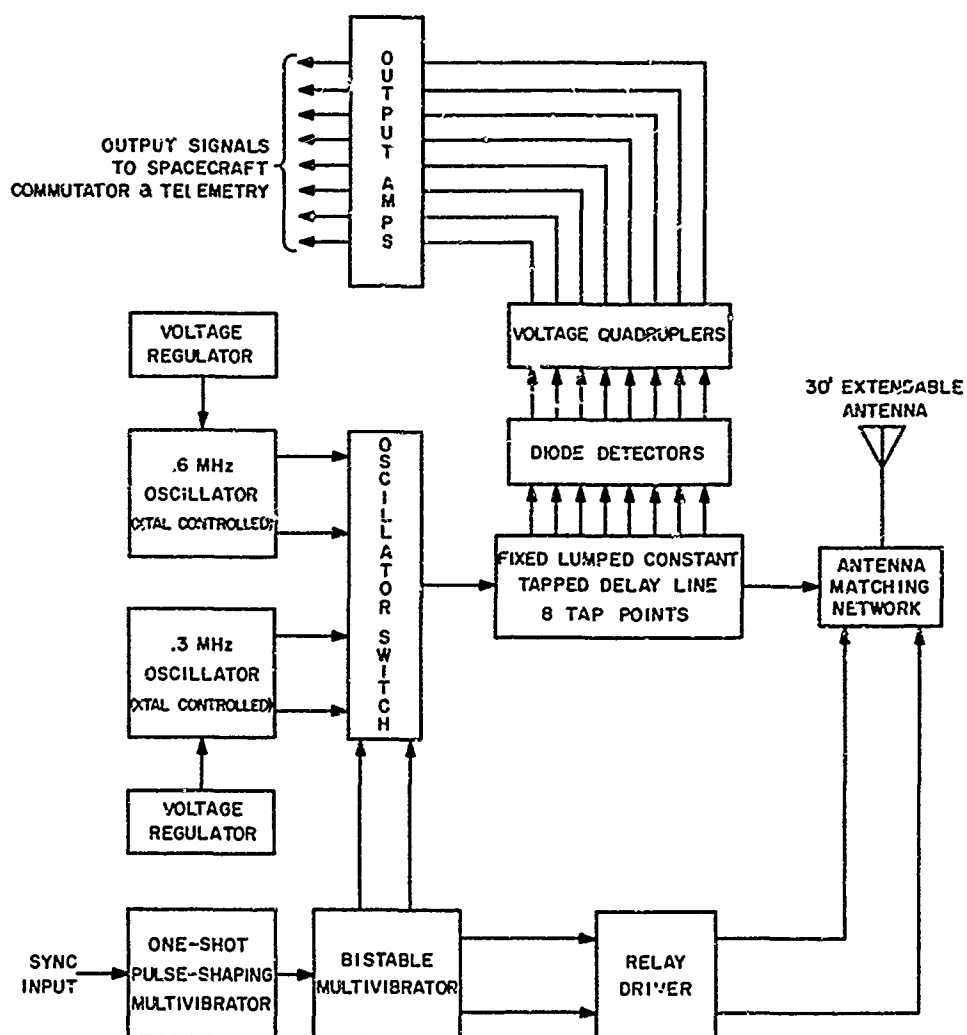 OUTPUT AMPS
OUTPUT SIGNALS
TO SPACECRAFT
COMMUTATOR & TELEMETRY
VOLTAGE QUADRUPLERS
VOLTAGE
REGULATOR
30' EXTENDABLE
ANTENNA
.6 MHz
OSCILLATOR
(XTAL CONTROLLED)
OSCILLATOR SWITCH
DIODE DETECTORS
FIXED LUMPED CONSTANT
TAPPED DELAY LINE
8 TAP POINTS
ANTENNA
MATCHING
NETWORK
.3 MHz
OSCILLATOR
(XTAL CONTROLLED)
VOLTAGE
REGULATOR
SYNC
INPUT
ONE-SHOT
PULSE-SHAPING
MULTIVIBRATOR
BISTABLE
MULTIVIBRATOR
RELAY
DRIVER